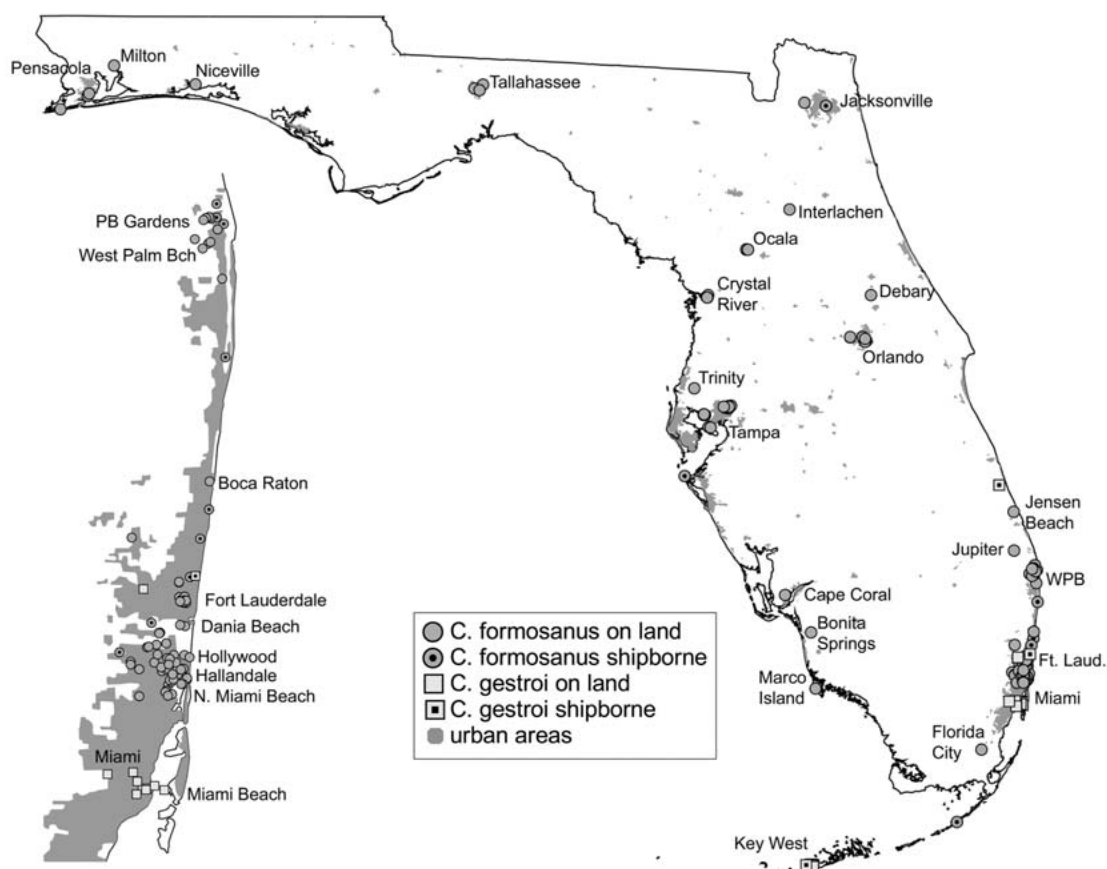 Milton
Pensacola
Niceville
Tallahassee
Jacksonville
Interlachen
Ocala
Crystal
River
Debary
Orlando
Trinity
Tampa
Jensen
Beach
Jupiter
WPB
Cape Coral
Bonita
Springs
Ft. Laud.
Marco
Island
Miami
Florida
City
Key West
PB Gardens
West Palm Bch
Boca Raton
Fort Lauderdale
Dania Beach
Hollywood
Hallandale
N. Miami Beach
Miami
Miami Beach
C. formosanus on land
C. formosanus shipborne
C. gestroi on land
C. gestroi shipborne
urban areas